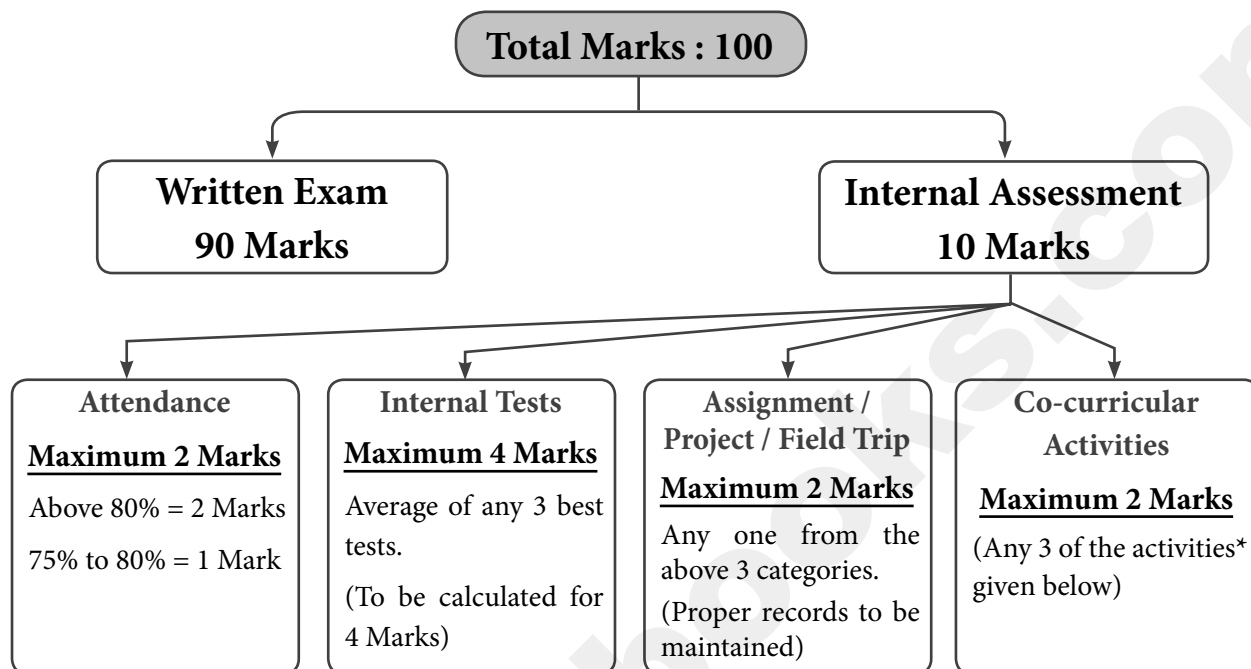 Total Marks : 100
Written Exam
90 Marks
Internal Assessment
10 Marks
Attendance
Maximum 2 Marks
Above 80% = 2 Marks
75% to 80% = 1 Mark
Internal Tests
Maximum 4 Marks
Average of any 3 best
tests.
(To be calculated for
4 Marks)
Assignment /
Project / Field Trip
Maximum 2 Marks
Any one from the
above 3 categories.
(Proper records to be
maintained)
Co-curricular
Activities
Maximum 2 Marks
(Any 3 of the activities*
given below)
ooks.com